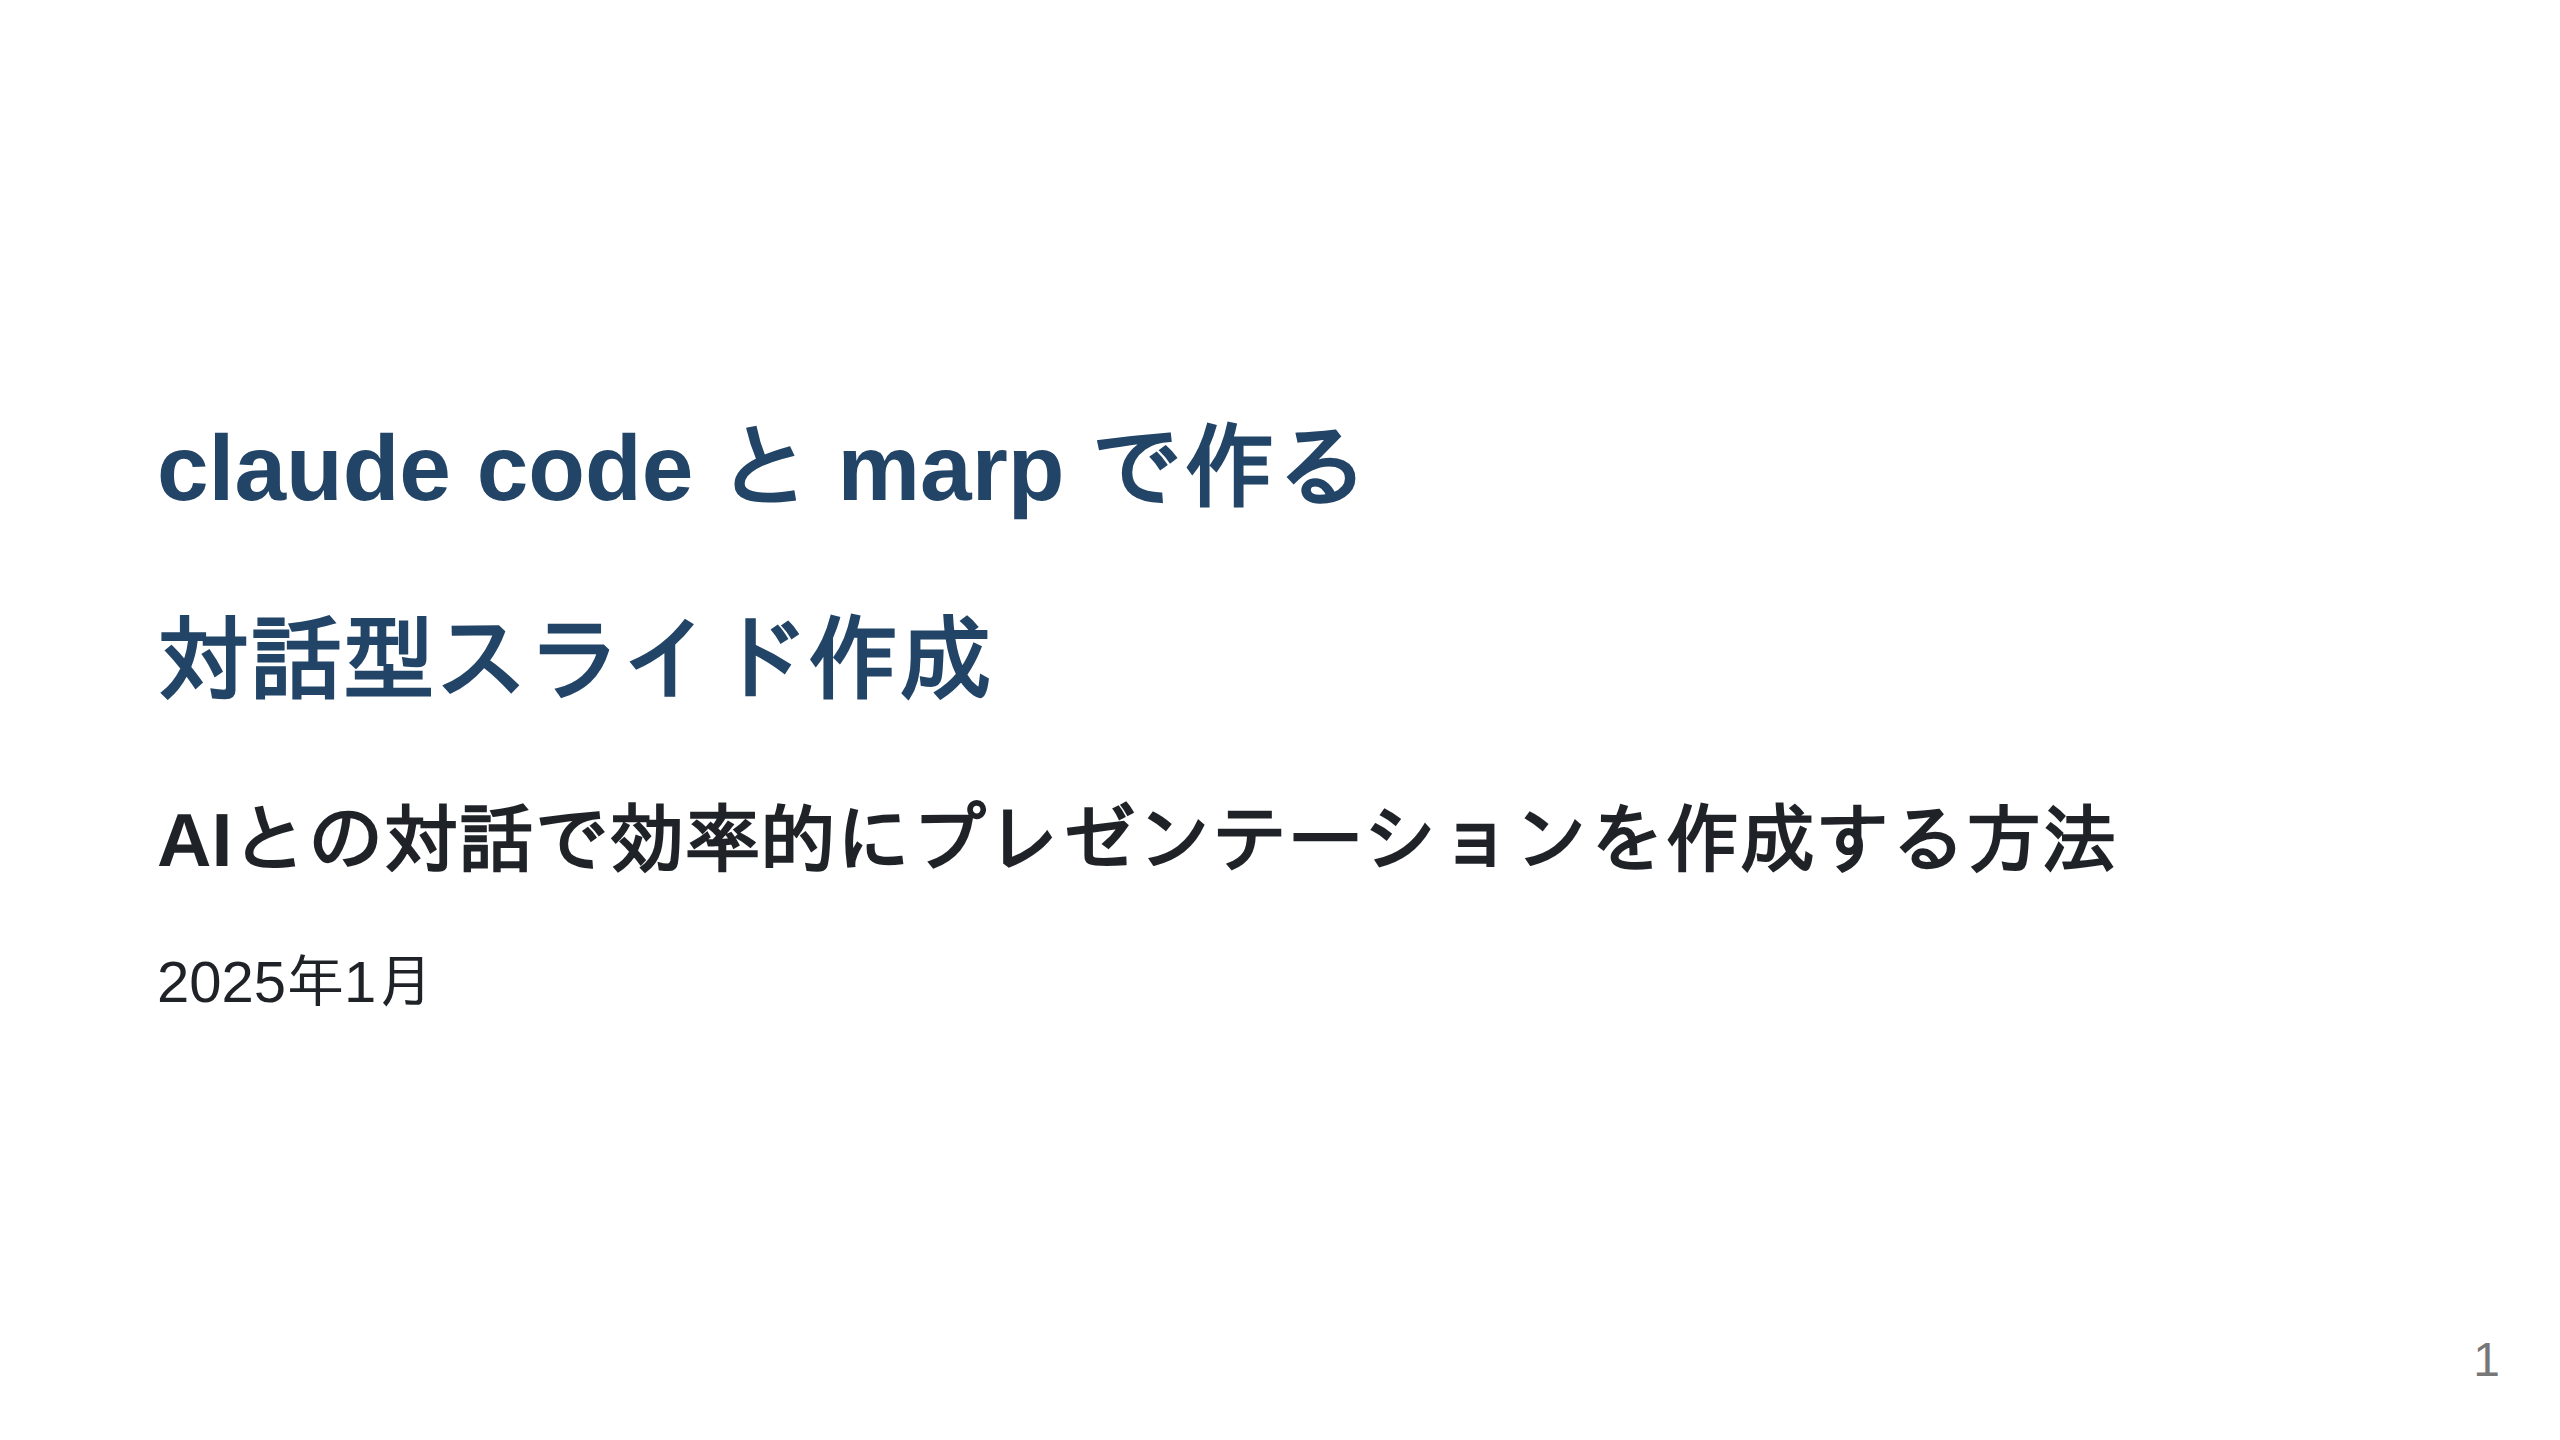 claude code と marp で作る
対話型スライド作成
AIとの対話で効率的にプレゼンテーションを作成する方法
2025年1月
1